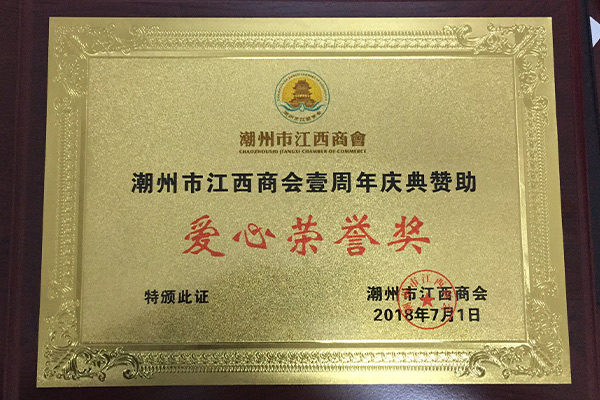 潮州市江西商會
CHAOZHOUSHI JIANGXI CHAMBER OF COMMERCE
潮州市江西商会壹周年庆典赞助
爱心荣誉奖
特颁此证
潮州市江西商会
2018年7月1日